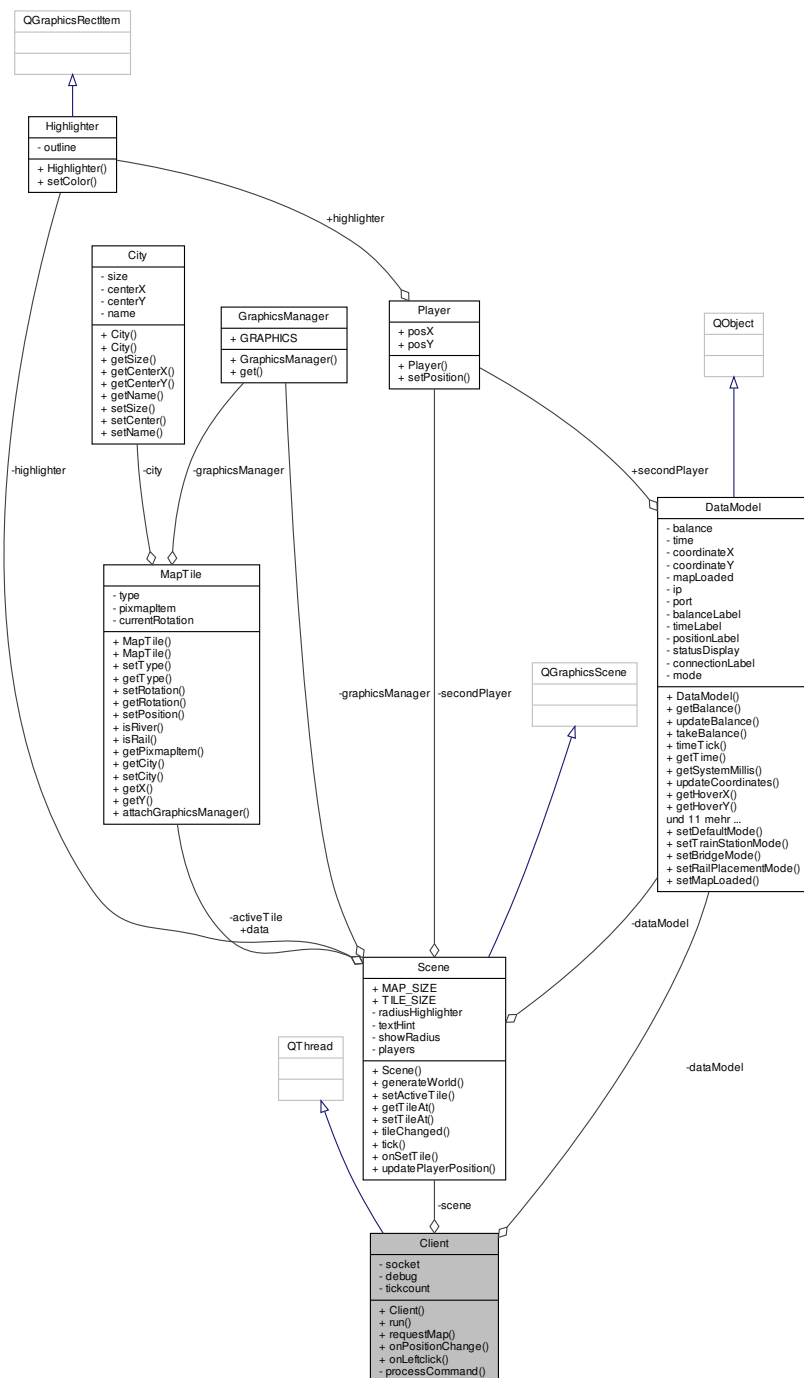 QGraphicsRectItem
Highlighter
- outline
+ Highlighter()
+ setColor()
+highlighter
City
- size
- centerX
- centerY
- name
+ City()
+ City()
+ getSize()
+ getCenterX()
+ getCenterY()
+ getName()
+ setSize()
+ setCenter()
+ setName()
GraphicsManager
+ GRAPHICS
+ GraphicsManager()
+ get()
Player
+ posX
+ posY
+ Player()
+ setPosition()
QObject
-highlighter
-city
-graphicsManager
+secondPlayer
DataModel
- balance
- time
- coordinateX
- coordinateY
- mapLoaded
- ip
- port
- balanceLabel
- timeLabel
- positionLabel
- statusDisplay
- connectionLabel
- mode
+ DataModel()
+ getBalance()
+ updateBalance()
+ takeBalance()
+ timeTick()
+ getTime()
+ getSystemMillis()
+ updateCoordinates()
+ getHoverX()
+ getHoverY()
und 11 mehr ...
+ setDefaultMode()
+ setTrainStationMode()
+ setBridgeMode()
+ setRailPlacementMode()
+ setMapLoaded()
MapTile
- type
- pixmapItem
- currentRotation
+ MapTile()
+ MapTile()
+ setType()
+ getType()
+ setRotation()
+ getRotation()
+ setPosition()
+ isRiver()
+ isRail()
+ getPixmapItem()
+ getCity()
+ setCity()
+ getX()
+ getY()
+ attachGraphicsManager()
-graphicsManager
-secondPlayer
QGraphicsScene
-activeTile
+data
-dataModel
Scene
+ MAP_SIZE
+ TILE_SIZE
- radiusHighlighter
- textHint
- showRadius
- players
+ Scene()
+ generateWorld()
+ setActiveTile()
+ getTileAt()
+ setTileAt()
+ tileChanged()
+ tick()
+ onSetTile()
+ updatePlayerPosition()
QThread
-dataModel
-scene
Client
- socket
- debug
- tickcount
+ Client()
+ run()
+ requestMap()
+ onPositionChange()
+ onLeftclick()
- processCommand()